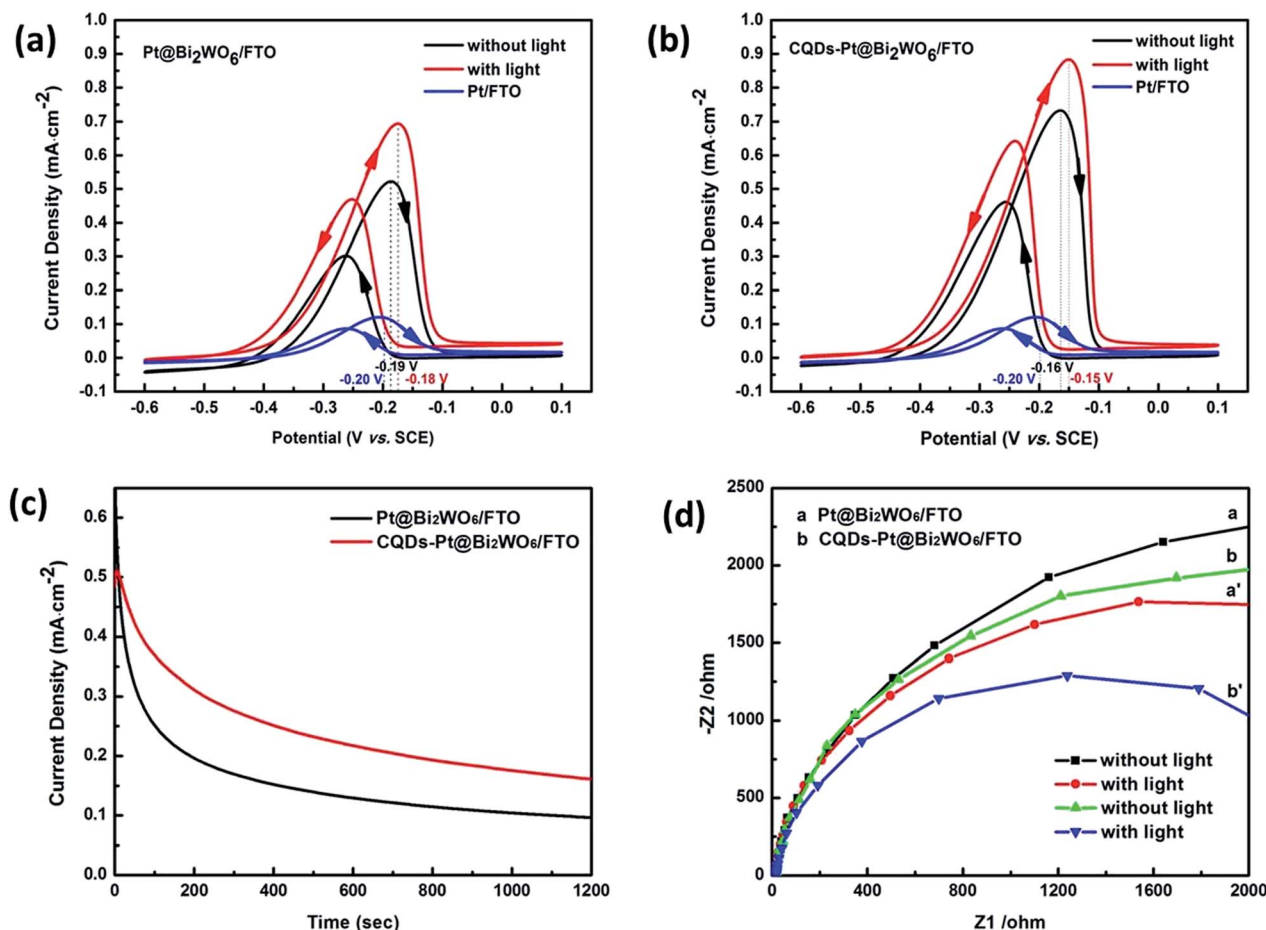 (a)
Pt@Bi2WO6/FTO
without light
with light
Pt/FTO
Current Density (mA·cm-2)
1.0
0.9
0.8
0.7
0.6
0.5
0.4
0.3
0.2
0.1
0.0
-0.1
-0.19 V
-0.20 V
-0.18 V
-0.6
-0.5
-0.4
-0.3
-0.2
-0.1
0.0
0.1
Potential (V vs. SCE)
(b)
CQDs-Pt@Bi2WO6/FTO
without light
with light
Pt/FTO
Current Density (mA·cm-2
1.0
0.9
0.8
0.7
0.6
0.5
0.4
0.3
0.2
0.1
0.0
-0.1
-0.16 V
-0.20 V
-0.15 V
-0.6
-0.5
-0.4
-0.3
-0.2
-0.1
0.0
0.1
Potential (V vs. SCE)
(c)
Pt@Bi2WO6/FTO
CQDs-Pt@Bi2WO6/FTO
Current Density (mA·cm-2)
0.6
0.5
0.4
0.3
0.2
0.1
0.0
0
200
400
600
800
1000
1200
Time (sec)
(d)
a Pt@Bi2WO6/FTO
b CQDs-Pt@Bi2WO6/FTO
a
b
a'
b'
without light
with light
without light
with light
-Z2 /ohm
2500
2250
2000
1750
1500
1250
1000
750
500
250
0
0
400
800
1200
1600
2000
Z1 /ohm